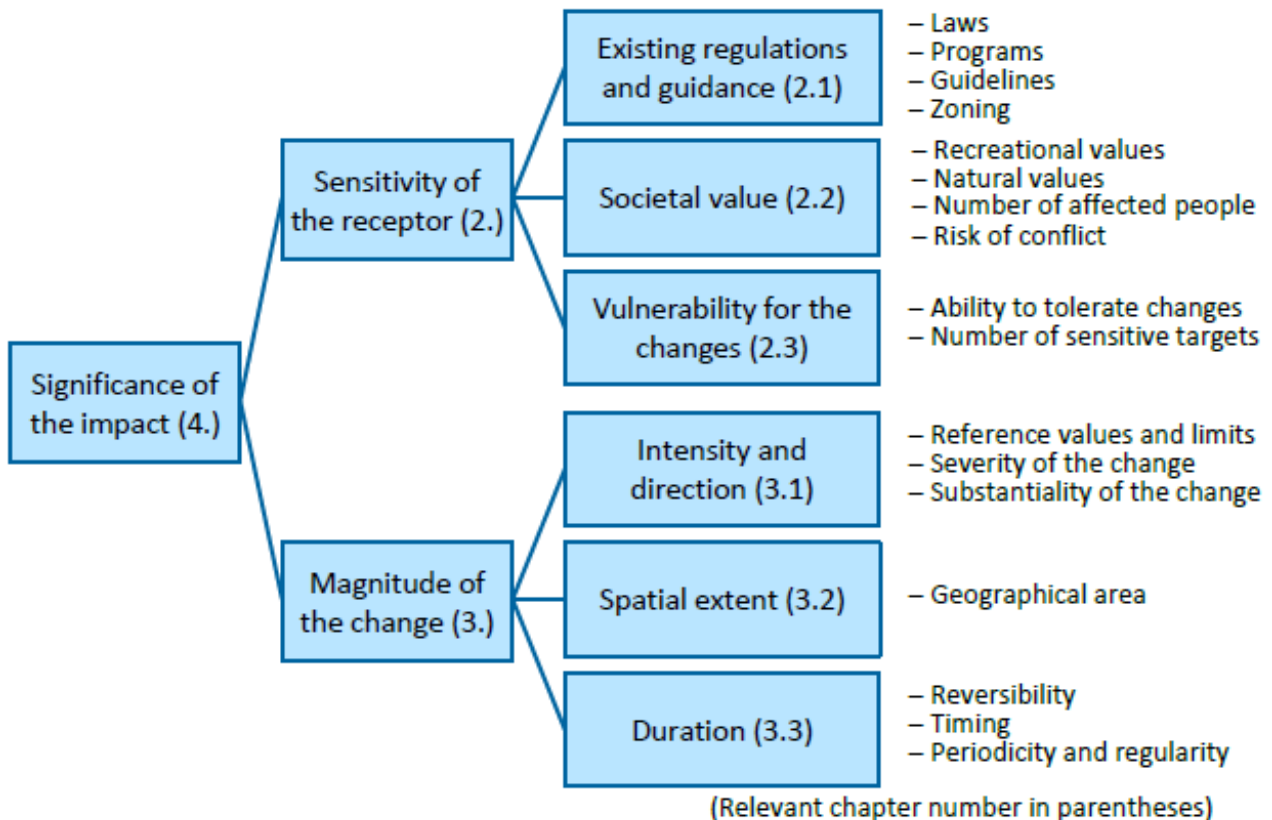 Existing regulations
and guidance (2.1)
– Laws
– Programs
– Guidelines
– Zoning
Sensitivity of
the receptor (2.)
Societal value (2.2)
– Recreational values
– Natural values
– Number of affected people
– Risk of conflict
Vulnerability for the
changes (2.3)
– Ability to tolerate changes
– Number of sensitive targets
Significance of
the impact (4.)
Intensity and
direction (3.1)
– Reference values and limits
– Severity of the change
– Substantiality of the change
Magnitude of
the change (3.)
Spatial extent (3.2)
– Geographical area
Duration (3.3)
– Reversibility
– Timing
– Periodicity and regularity
(Relevant chapter number in parentheses)